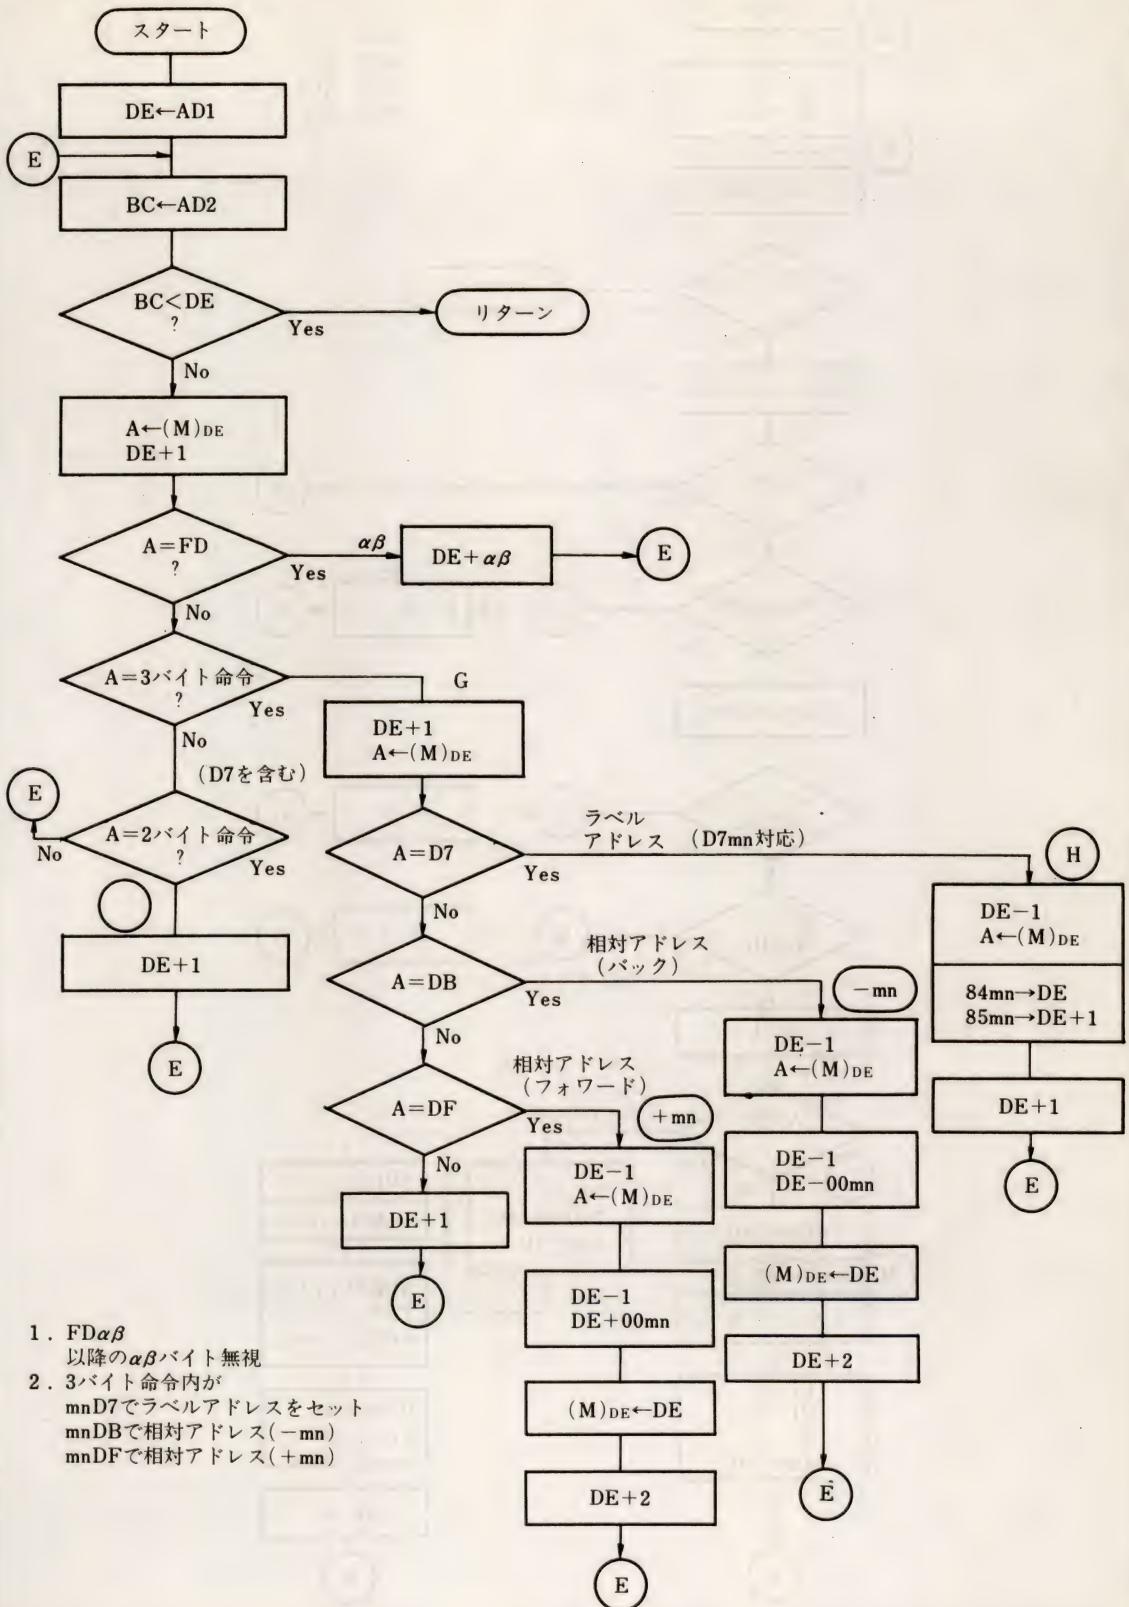 スタート
DE←AD1
E
BC←AD2
BC<DE
?
Yes
リターン
No
A←(M)DE
DE+1
A=FD
?
Yes
αβ
DE+αβ
E
No
A=3バイト命令
?
Yes
G
DE+1
A←(M)DE
No
(D7を含む)
E
A=2バイト命令
?
No
Yes
DE+1
E
A=D7
Yes
ラベル
アドレス (D7mn対応)
H
DE-1
A←(M)DE
84mn→DE
85mn→DE+1
DE+1
E
No
A=DB
Yes
相対アドレス
(バック)
-mn
DE-1
A←(M)DE
DE-1
DE-00mn
(M)DE←DE
DE+2
E
No
A=DF
Yes
相対アドレス
(フォワード)
+mn
DE-1
A←(M)DE
DE-1
DE+00mn
(M)DE←DE
DE+2
E
No
DE+1
E
1. FDαβ
以降のαβバイト無視
2. 3バイト命令内が
mnD7でラベルアドレスをセット
mnDBで相対アドレス(-mn)
mnDFで相対アドレス(+mn)